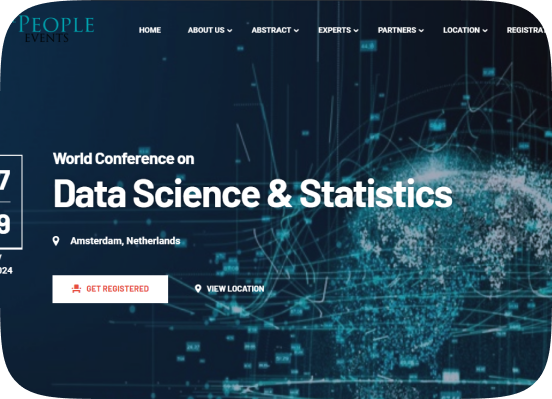 PEOPLE
EVENTS
HOME ABOUT US ABSTRACT EXPERTS PARTNERS LOCATION
World Conference on
Data Science & Statistics
7
9
024
Amsterdam, Netherlands
GET REGISTERED VIEW LOCATION